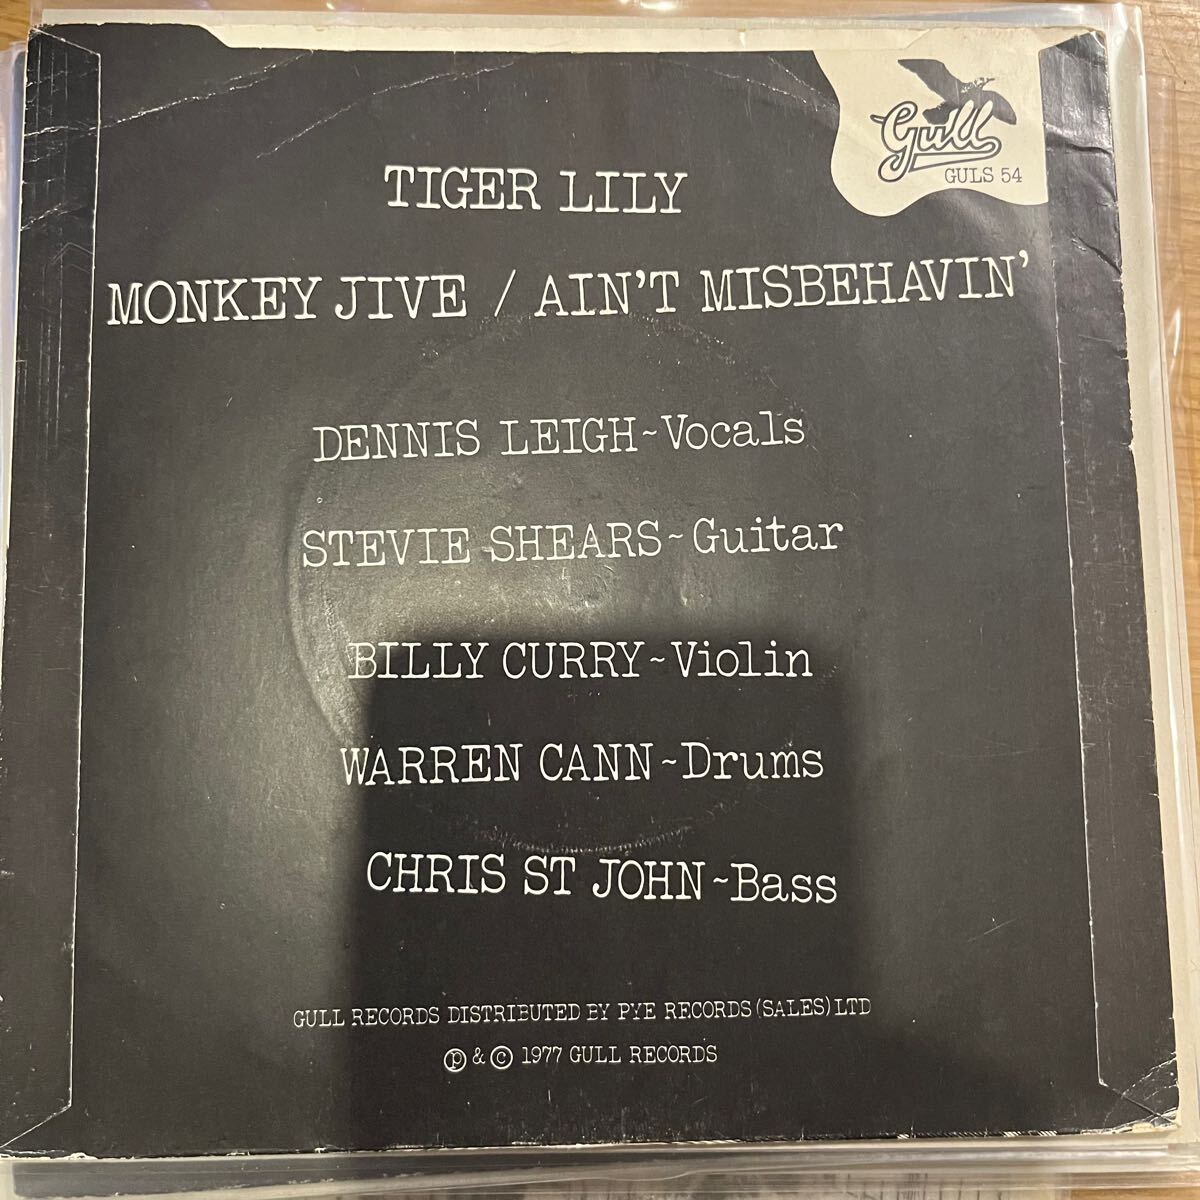 Gull
GULS 54
TIGER LILY
MONKEY JIVE / AIN'T MISBEHAVIN'
DENNIS LEIGH~Vocals
STEVIE SHEARS~Guitar
BILLY CURRY~Violin
WARREN CANN~Drums
CHRIS ST JOHN~Bass
GULL RECORDS DISTRIBUTED BY PYE RECORDS (SALES) LTD
℗ & © 1977 GULL RECORDS